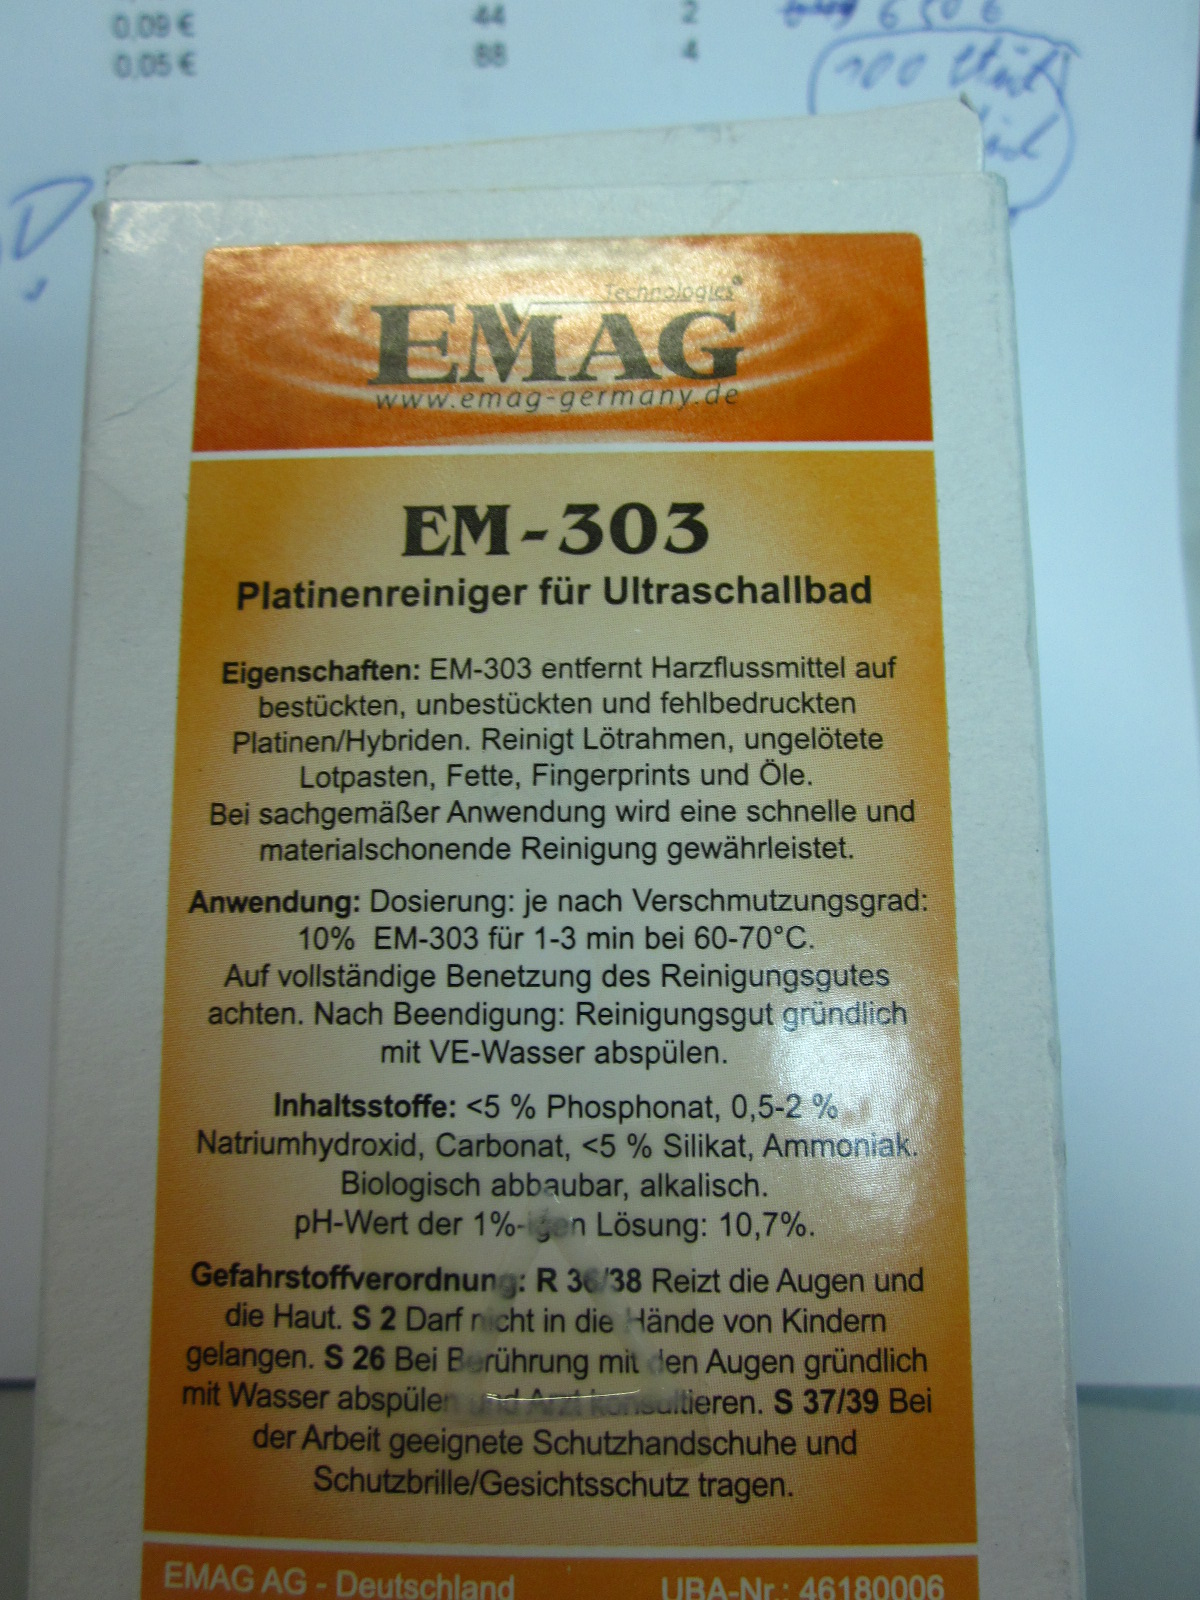 0,09 € 44 2
0,05 € 88 4
100 Stück
Technologies
EMAG
www.emag-germany.de
EM-303
Platinenreiniger für Ultraschallbad
Eigenschaften: EM-303 entfernt Harzflussmittel auf
bestückten, unbestückten und fehlbedruckten
Platinen/Hybriden. Reinigt Lötrahmen, ungelötete
Lotpasten, Fette, Fingerprints und Öle.
Bei sachgemäßer Anwendung wird eine schnelle und
materialschonende Reinigung gewährleistet.
Anwendung: Dosierung: je nach Verschmutzungsgrad:
10% EM-303 für 1-3 min bei 60-70°C.
Auf vollständige Benetzung des Reinigungsgutes
achten. Nach Beendigung: Reinigungsgut gründlich
mit VE-Wasser abspülen.
Inhaltsstoffe: <5 % Phosphonat, 0,5-2 %
Natriumhydroxid, Carbonat, <5 % Silikat, Ammoniak.
Biologisch abbaubar, alkalisch.
pH-Wert der 1%-igen Lösung: 10,7%.
Gefahrstoffverordnung: R 36/38 Reizt die Augen und
die Haut. S 2 Darf nicht in die Hände von Kindern
gelangen. S 26 Bei Berührung mit den Augen gründlich
mit Wasser abspülen und Arzt konsultieren. S 37/39 Bei
der Arbeit geeignete Schutzhandschuhe und
Schutzbrille/Gesichtsschutz tragen.
EMAG AG - Deutschland UBA-Nr.: 46180006